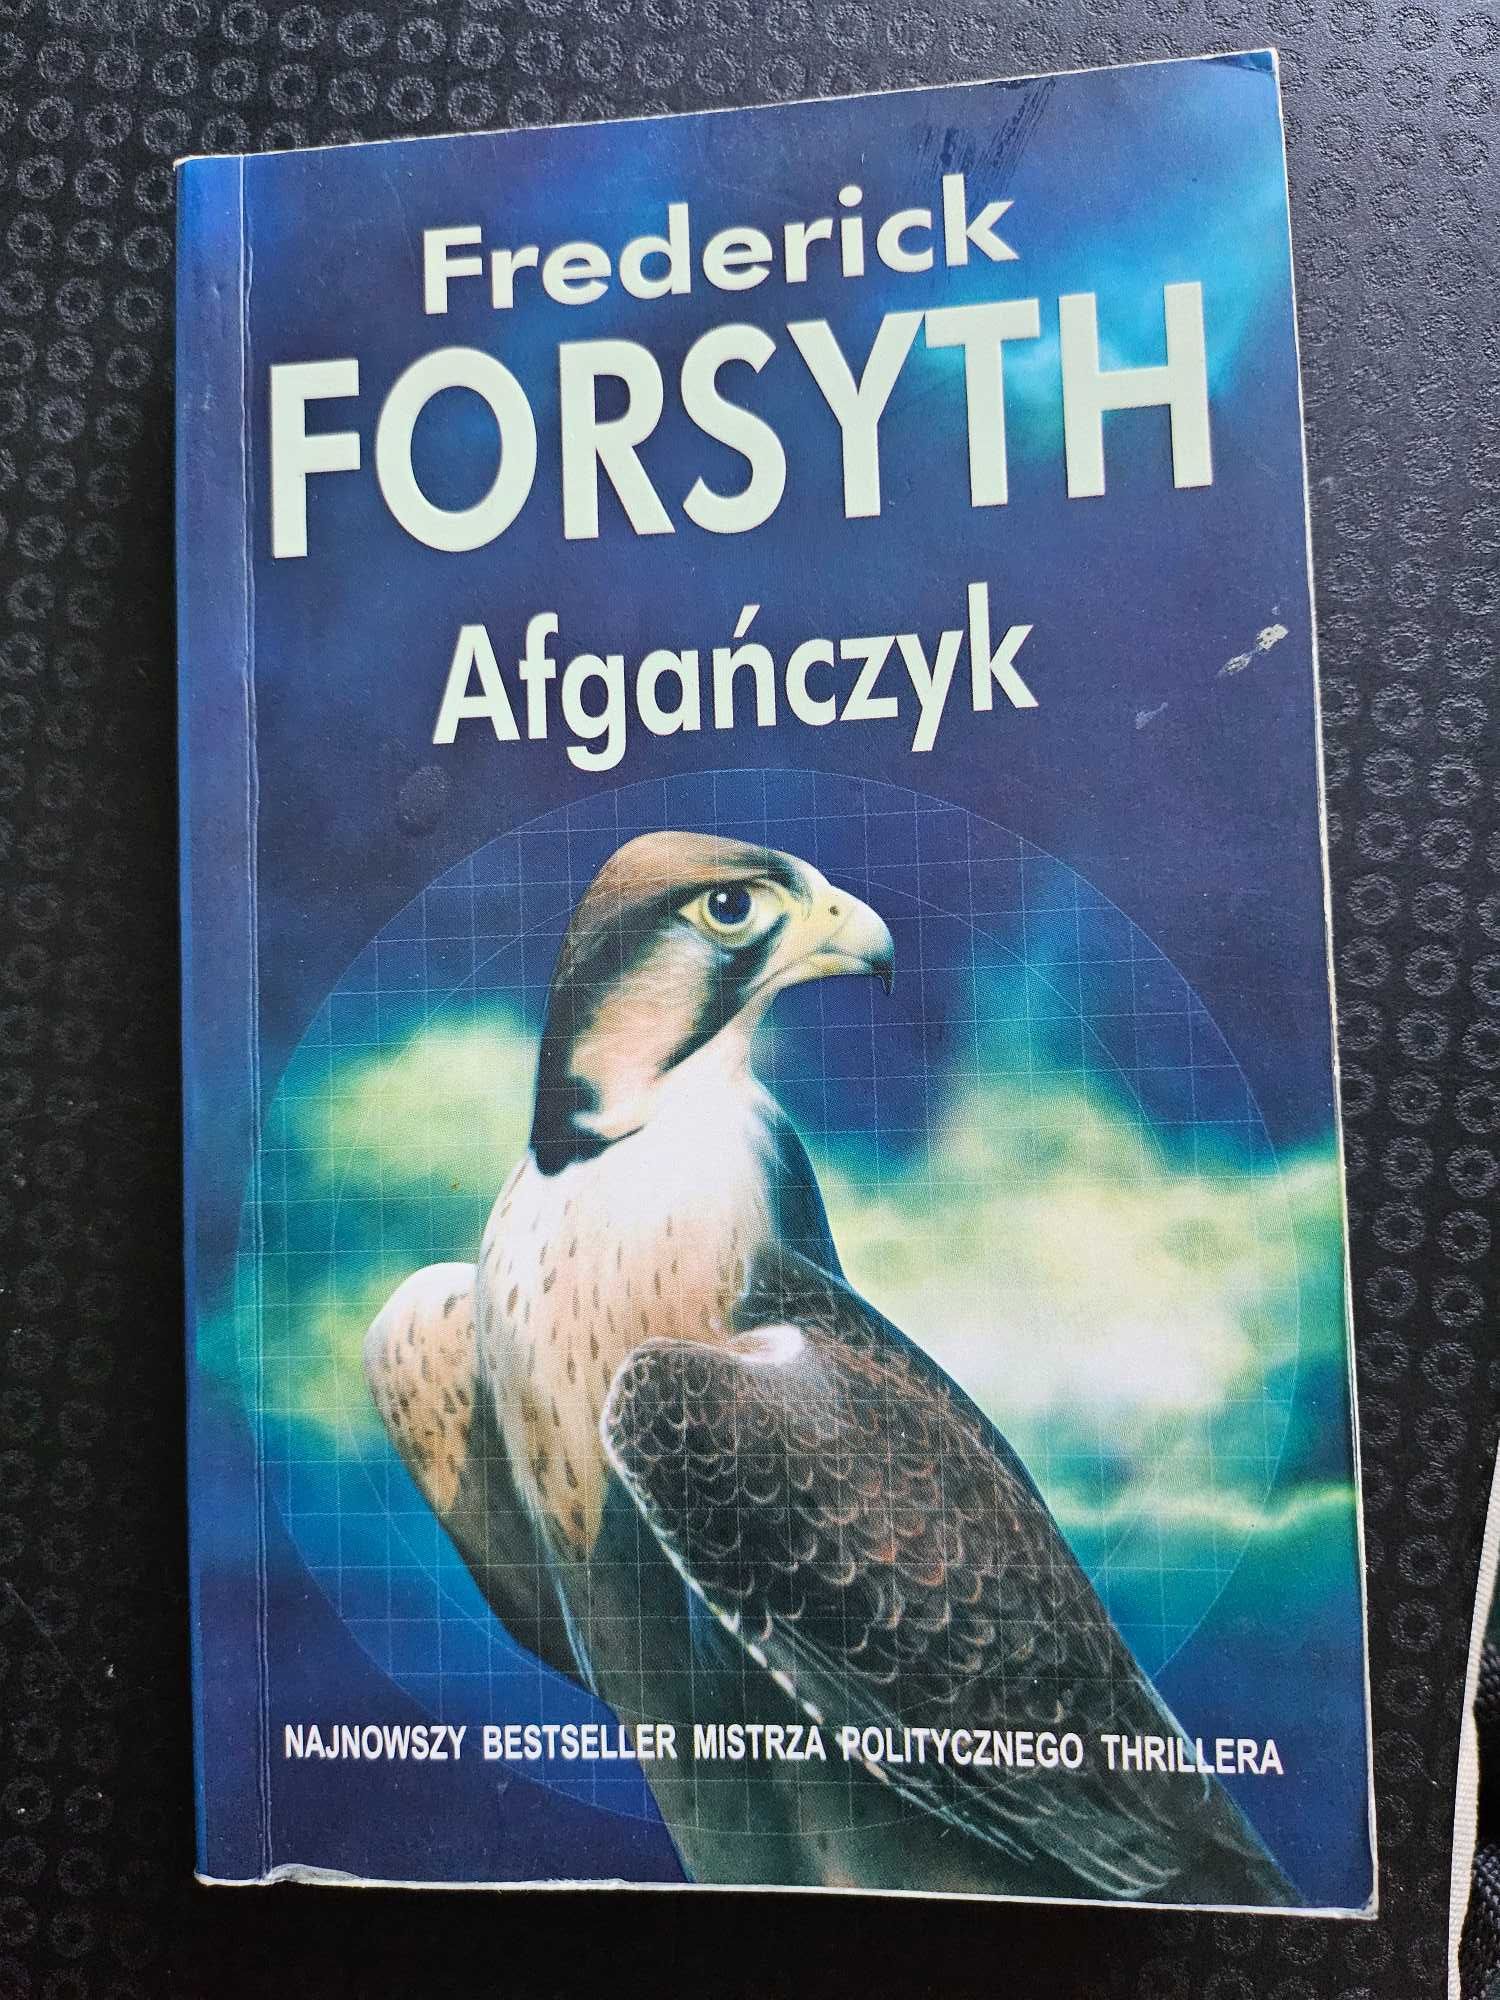 Frederick
FORSYTH
Afgańczyk
NAJNOWSZY BESTSELLER MISTRZA POLITYCZNEGO THRILLERA